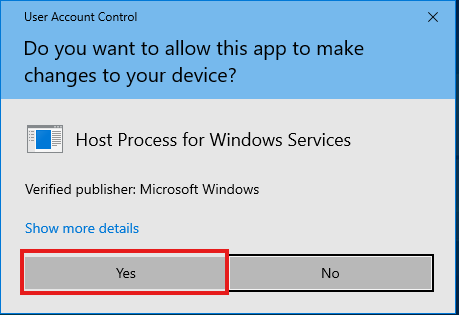 User Account Control
Do you want to allow this app to make
changes to your device?
Host Process for Windows Services
Verified publisher: Microsoft Windows
Show more details
Yes
No